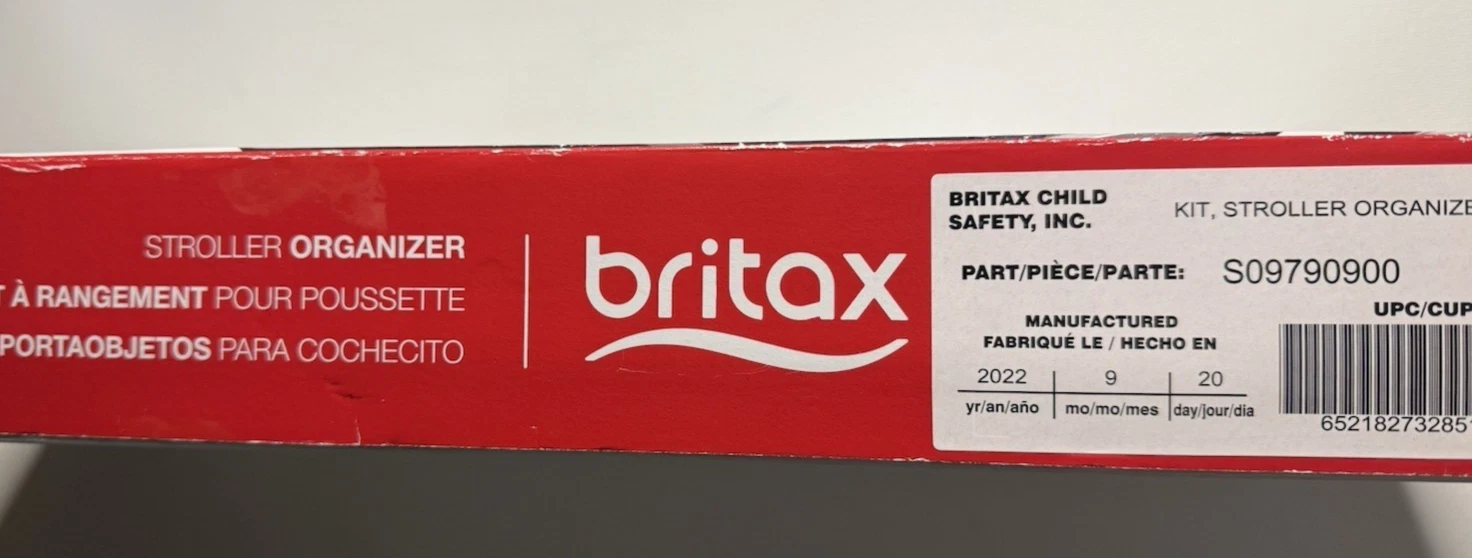 STROLLER ORGANIZER
À RANGEMENT POUR POUSSETTE
PORTAOBJETOS PARA COCHECITO
britax
BRITAX CHILD
SAFETY, INC.
KIT, STROLLER
PART/PIÈCE/PARTE: S09790900
UPC/CUP
MANUFACTURED
FABRIQUÉ LE / HECHO EN
2022 9 20
yr/an/año mo/mo/mes day/jour/dia